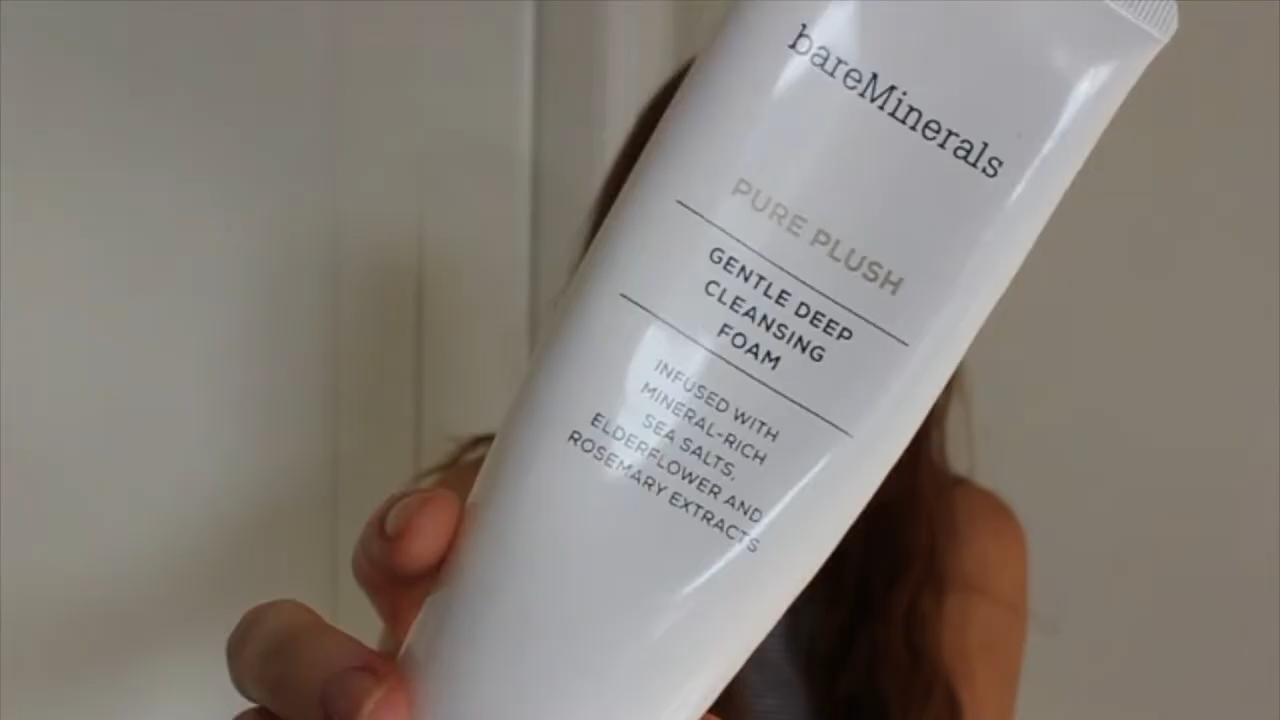 bareMinerals
PURE PLUSH
GENTLE DEEP
CLEANSING
FOAM
INFUSED WITH
MINERAL-RICH
SEA SALTS,
ELDERFLOWER AND
ROSEMARY EXTRACTS